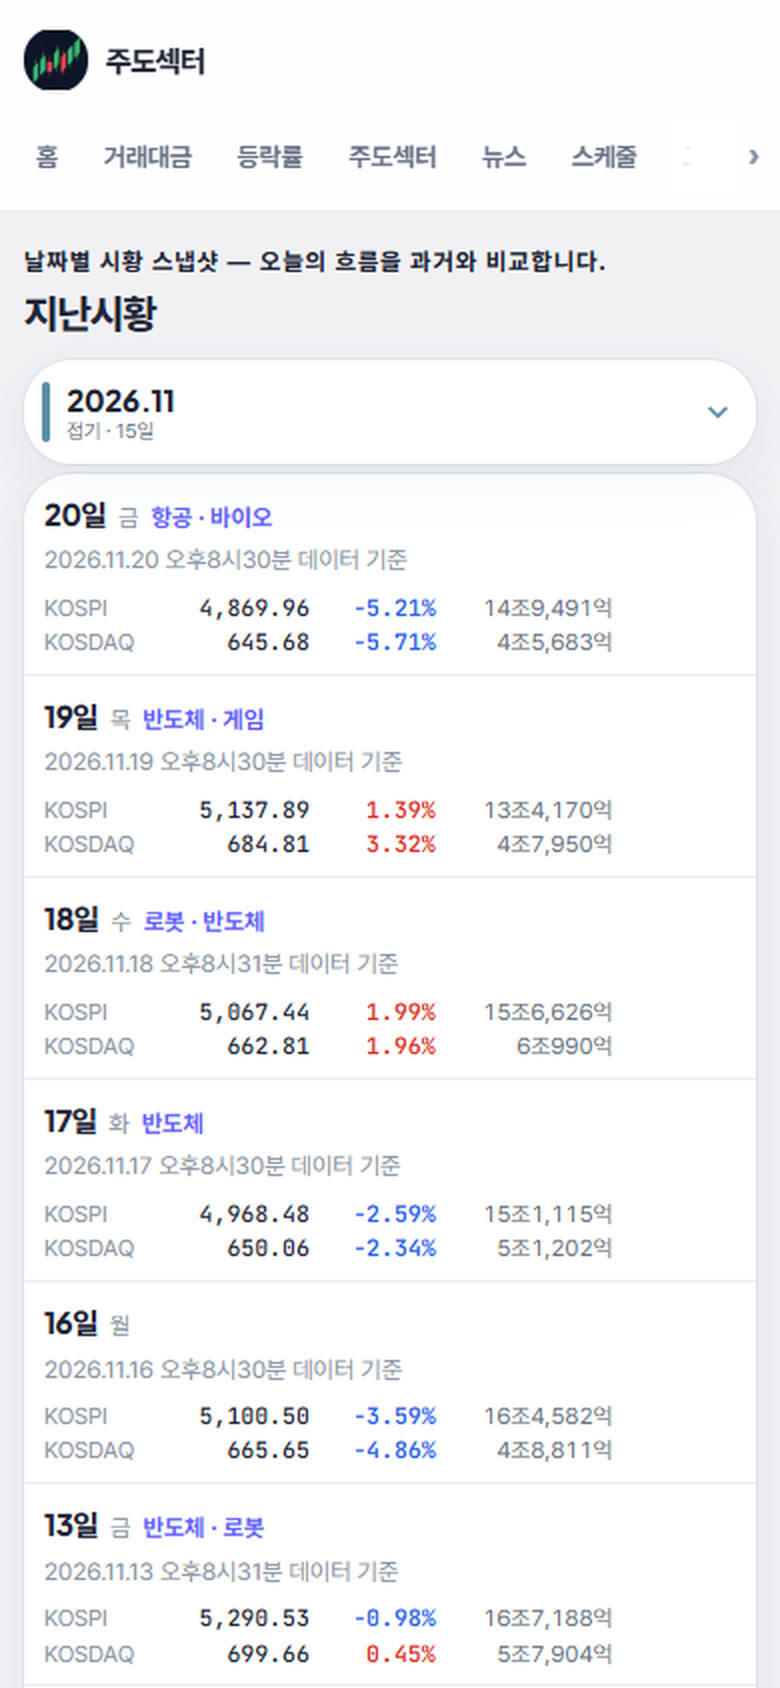 주도섹터
홈 거래대금 등락률 주도섹터 뉴스 스케줄 ›
날짜별 시황 스냅샷 — 오늘의 흐름을 과거와 비교합니다.
지난시황
2026.11
접기 · 15일
20일 금 항공 · 바이오
2026.11.20 오후8시30분 데이터 기준
KOSPI 4,869.96 -5.21% 14조9,491억
KOSDAQ 645.68 -5.71% 4조5,683억
19일 목 반도체 · 게임
2026.11.19 오후8시30분 데이터 기준
KOSPI 5,137.89 1.39% 13조4,170억
KOSDAQ 684.81 3.32% 4조7,950억
18일 수 로봇 · 반도체
2026.11.18 오후8시31분 데이터 기준
KOSPI 5,067.44 1.99% 15조6,626억
KOSDAQ 662.81 1.96% 6조990억
17일 화 반도체
2026.11.17 오후8시30분 데이터 기준
KOSPI 4,968.48 -2.59% 15조1,115억
KOSDAQ 650.06 -2.34% 5조1,202억
16일 월
2026.11.16 오후8시30분 데이터 기준
KOSPI 5,100.50 -3.59% 16조4,582억
KOSDAQ 665.65 -4.86% 4조8,811억
13일 금 반도체 · 로봇
2026.11.13 오후8시31분 데이터 기준
KOSPI 5,290.53 -0.98% 16조7,188억
KOSDAQ 699.66 0.45% 5조7,904억